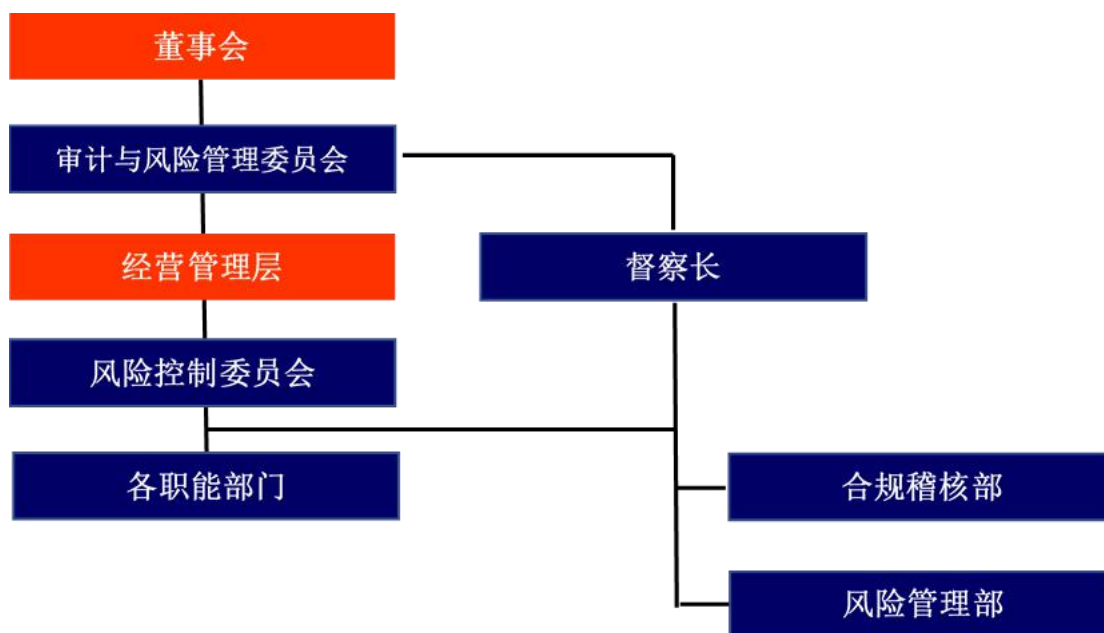 董事会
审计与风险管理委员会
经营管理层
督察长
风险控制委员会
各职能部门
合规稽核部
风险管理部